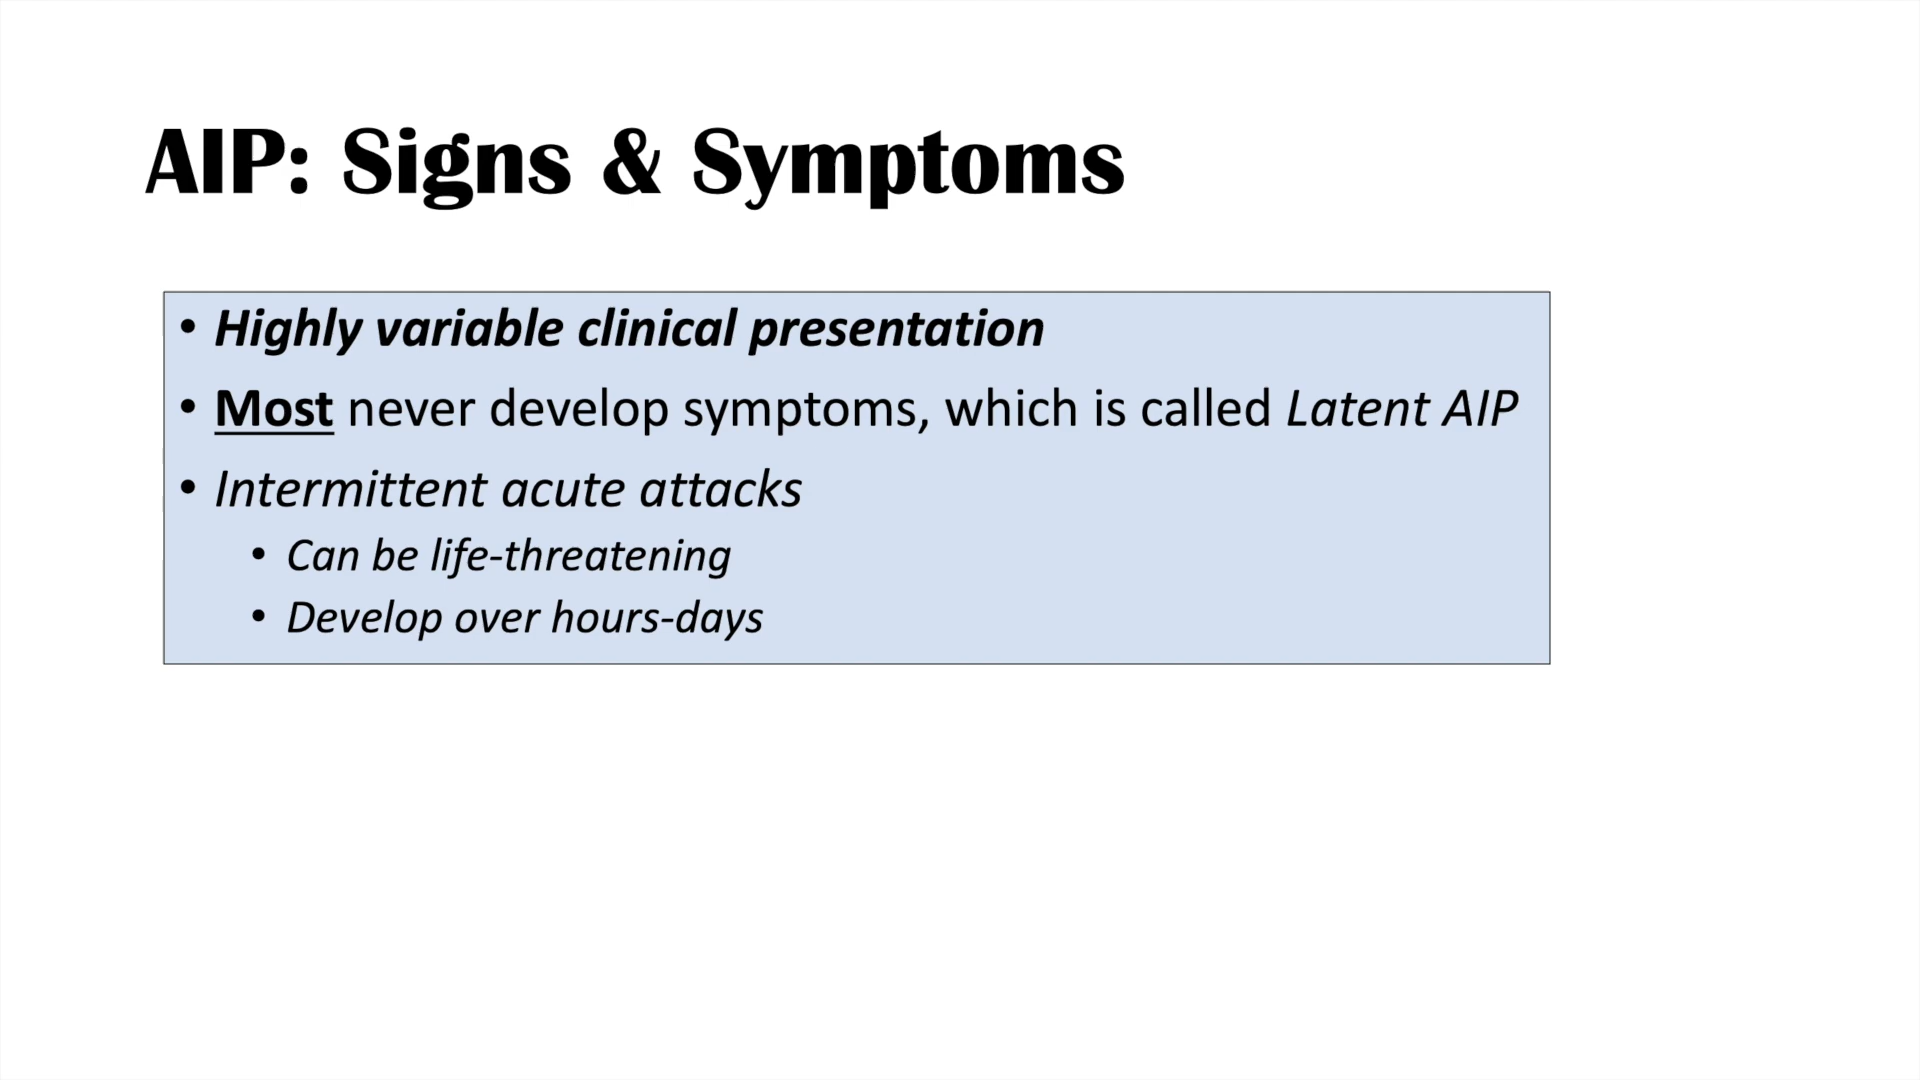 AIP: Signs & Symptoms
• Highly variable clinical presentation
• Most never develop symptoms, which is called Latent AIP
• Intermittent acute attacks
• Can be life-threatening
• Develop over hours-days